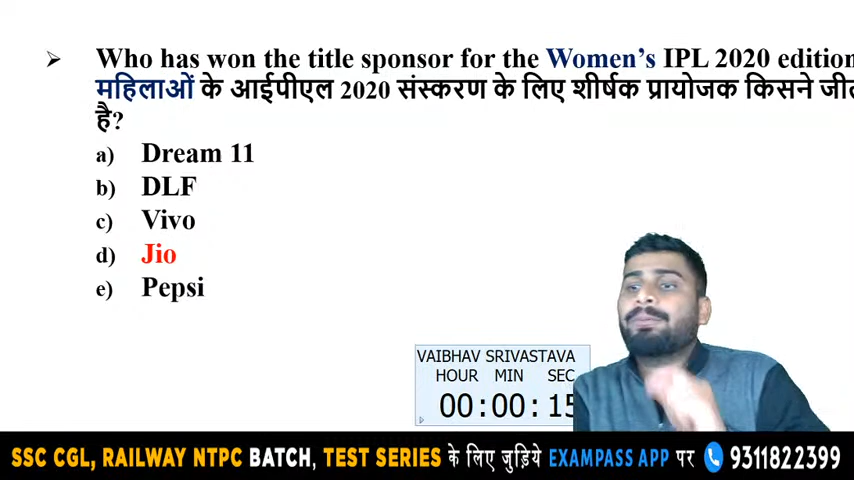 ➢ Who has won the title sponsor for the Women's IPL 2020 edition
महिलाओं के आईपीएल 2020 संस्करण के लिए शीर्षक प्रायोजक किसने
है?
a) Dream 11
b) DLF
c) Vivo
d) Jio
e) Pepsi
VAIBHAV SRIVASTAVA
HOUR MIN SEC
00:00:15
SSC CGL, RAILWAY NTPC BATCH, TEST SERIES के लिए जुड़िये EXAMPASS APP पर 9311822399